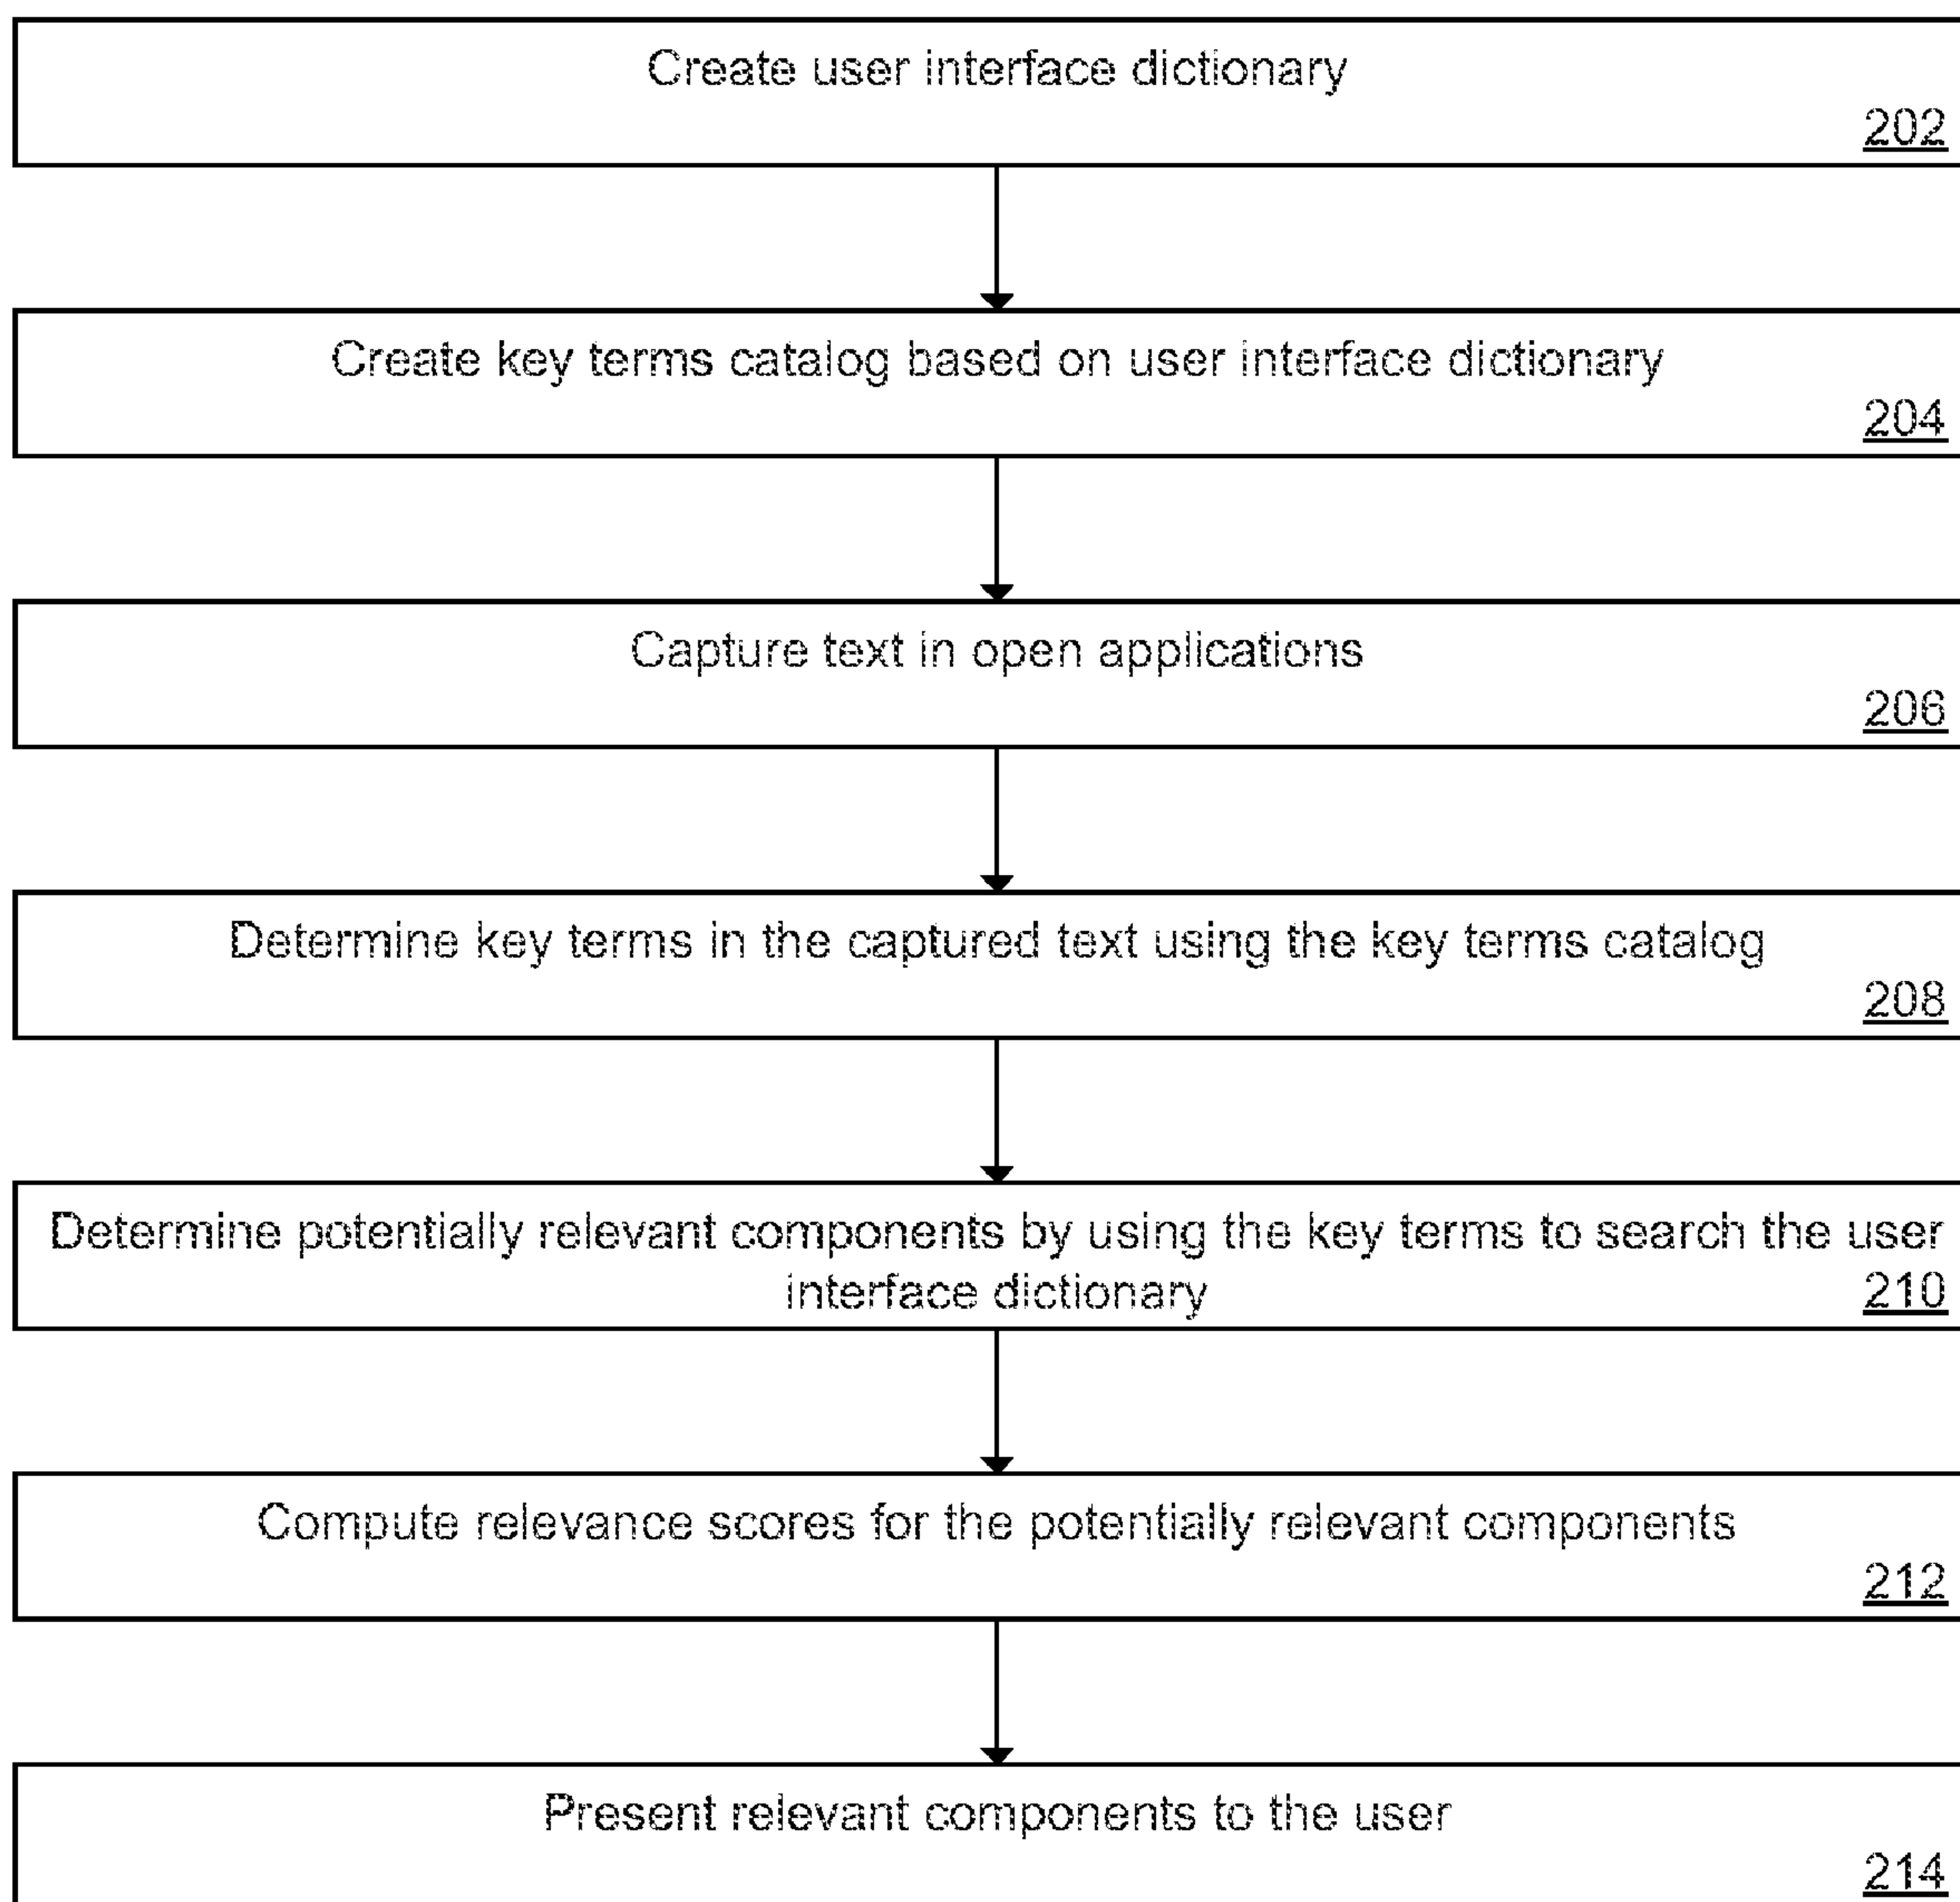 Create user interface dictionary
202
Create key terms catalog based on user interface dictionary
204
Capture text in open applications
206
Determine key terms in the captured text using the key terms catalog
208
Determine potentially relevant components by using the key terms to search the user
interface dictionary 210
Compute relevance scores for the potentially relevant components
212
Present relevant components to the user
214